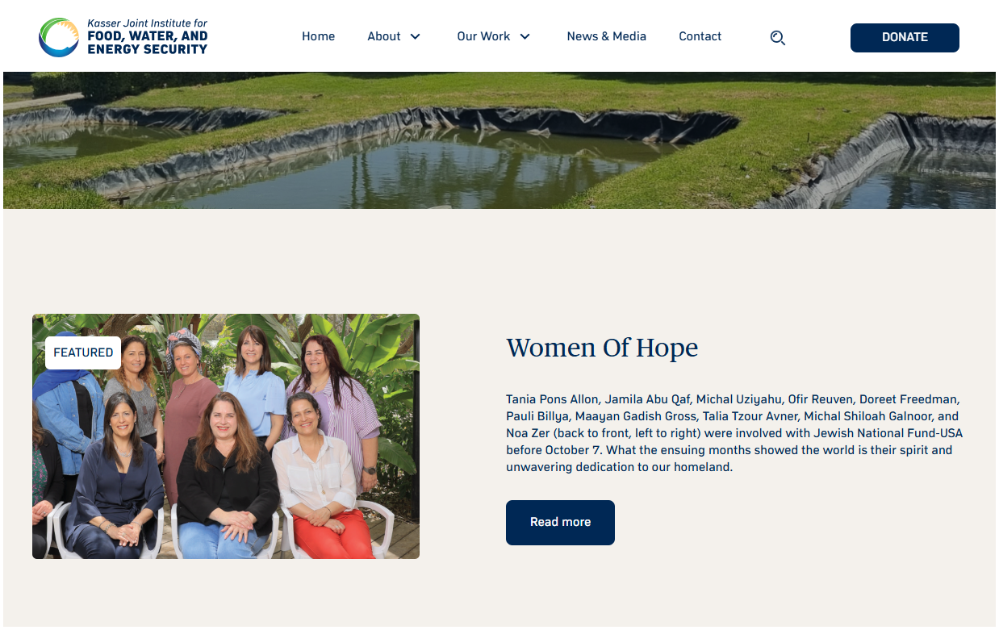 Kasser Joint Institute for
FOOD, WATER, AND
ENERGY SECURITY
Home
About
Our Work
News & Media
Contact
DONATE
FEATURED
Women Of Hope
Tania Pons Allon, Jamila Abu Qaf, Michal Uziyahu, Ofir Reuven, Doreet Freedman,
Pauli Billya, Maayan Gadish Gross, Talia Tzour Avner, Michal Shiloah Galnoor, and
Noa Zer (back to front, left to right) were involved with Jewish National Fund-USA
before October 7. What the ensuing months showed the world is their spirit and
unwavering dedication to our homeland.
Read more